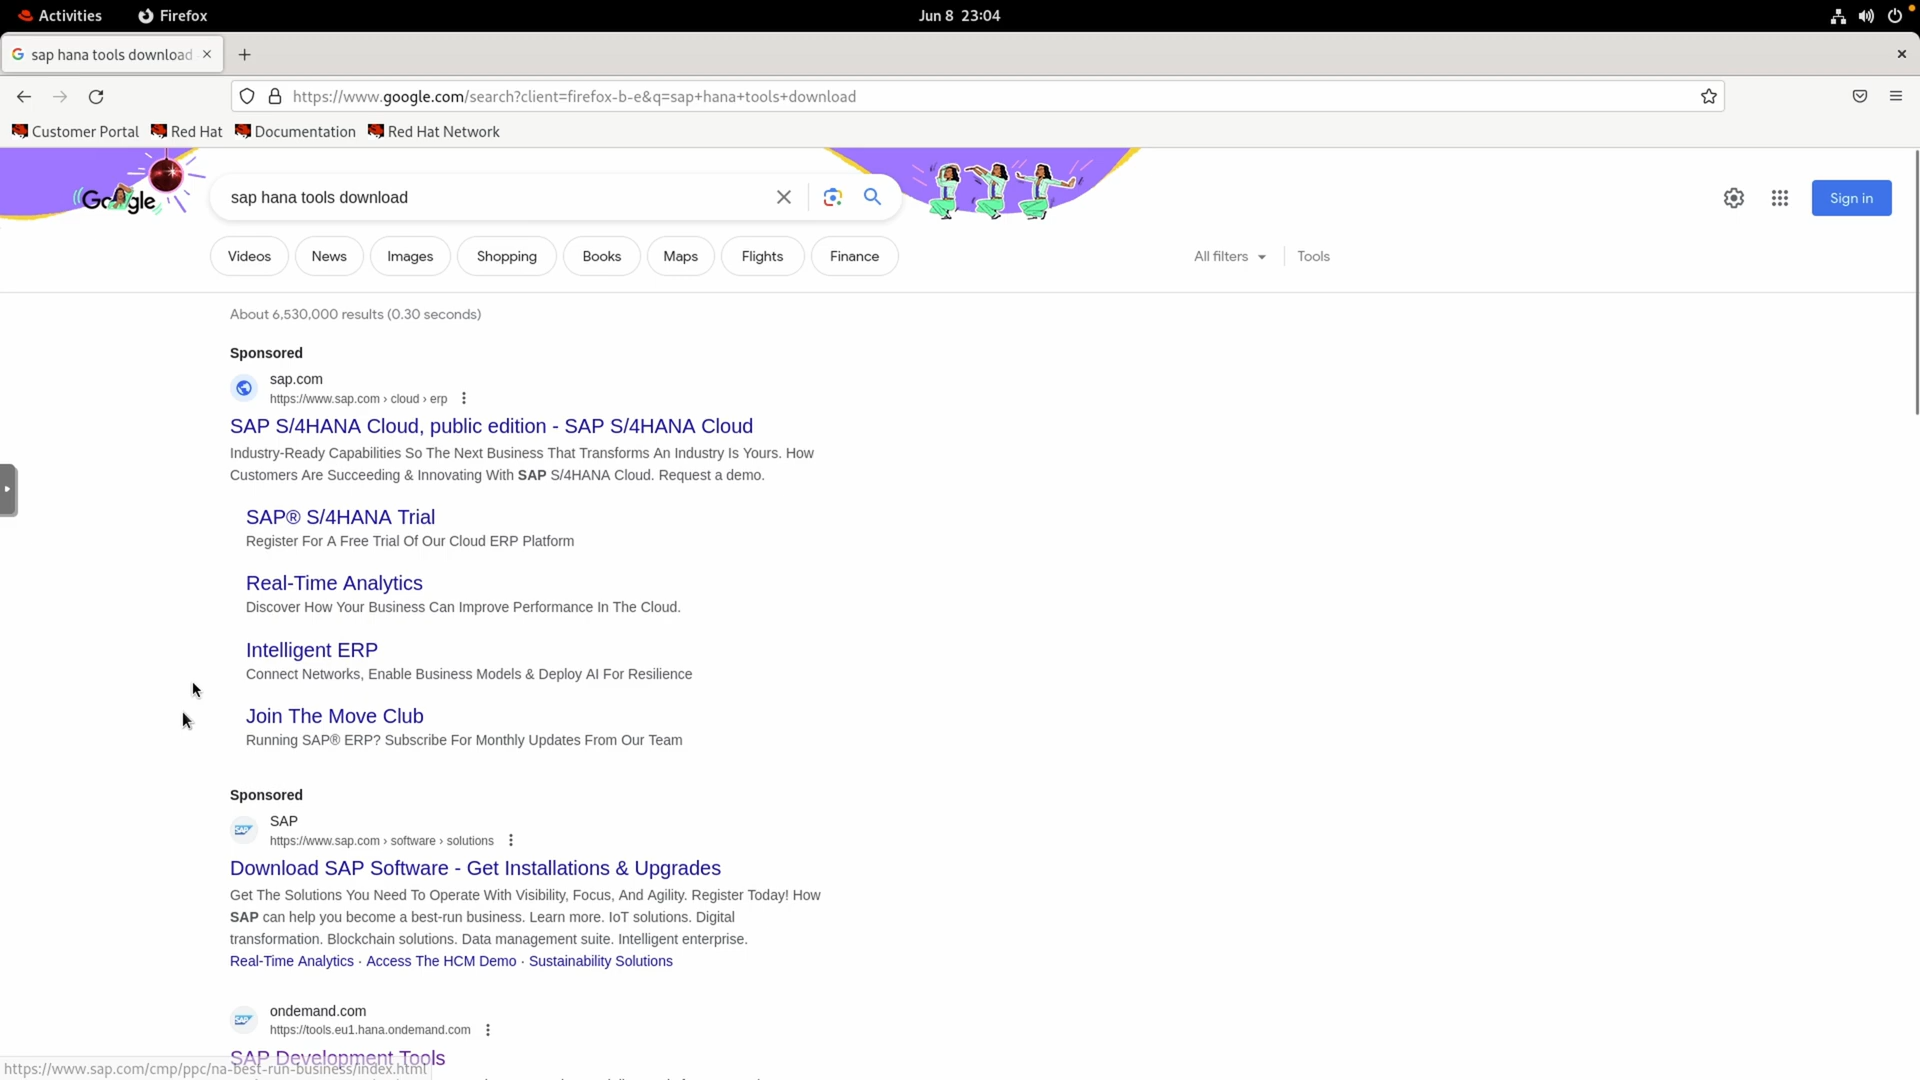 Activities
Firefox
Jun 8 23:04
sap hana tools download
https://www.google.com/search?client=firefox-b-e&q=sap+hana+tools+download
Customer Portal
Red Hat
Documentation
Red Hat Network
Google
sap hana tools download
Sign in
Videos
News
Images
Shopping
Books
Maps
Flights
Finance
All filters
Tools
About 6,530,000 results (0.30 seconds)
Sponsored
sap.com
https://www.sap.com › cloud › erp
SAP S/4HANA Cloud, public edition - SAP S/4HANA Cloud
Industry-Ready Capabilities So The Next Business That Transforms An Industry Is Yours. How
Customers Are Succeeding & Innovating With SAP S/4HANA Cloud. Request a demo.
SAP® S/4HANA Trial
Register For A Free Trial Of Our Cloud ERP Platform
Real-Time Analytics
Discover How Your Business Can Improve Performance In The Cloud.
Intelligent ERP
Connect Networks, Enable Business Models & Deploy AI For Resilience
Join The Move Club
Running SAP® ERP? Subscribe For Monthly Updates From Our Team
Sponsored
SAP
SAP
https://www.sap.com › software › solutions
Download SAP Software - Get Installations & Upgrades
Get The Solutions You Need To Operate With Visibility, Focus, And Agility. Register Today! How
SAP can help you become a best-run business. Learn more. IoT solutions. Digital
transformation. Blockchain solutions. Data management suite. Intelligent enterprise.
Real-Time Analytics · Access The HCM Demo · Sustainability Solutions
SAP
ondemand.com
https://tools.eu1.hana.ondemand.com
SAP Development Tools
https://www.sap.com/cmp/ppc/na-best-run-business/index.html